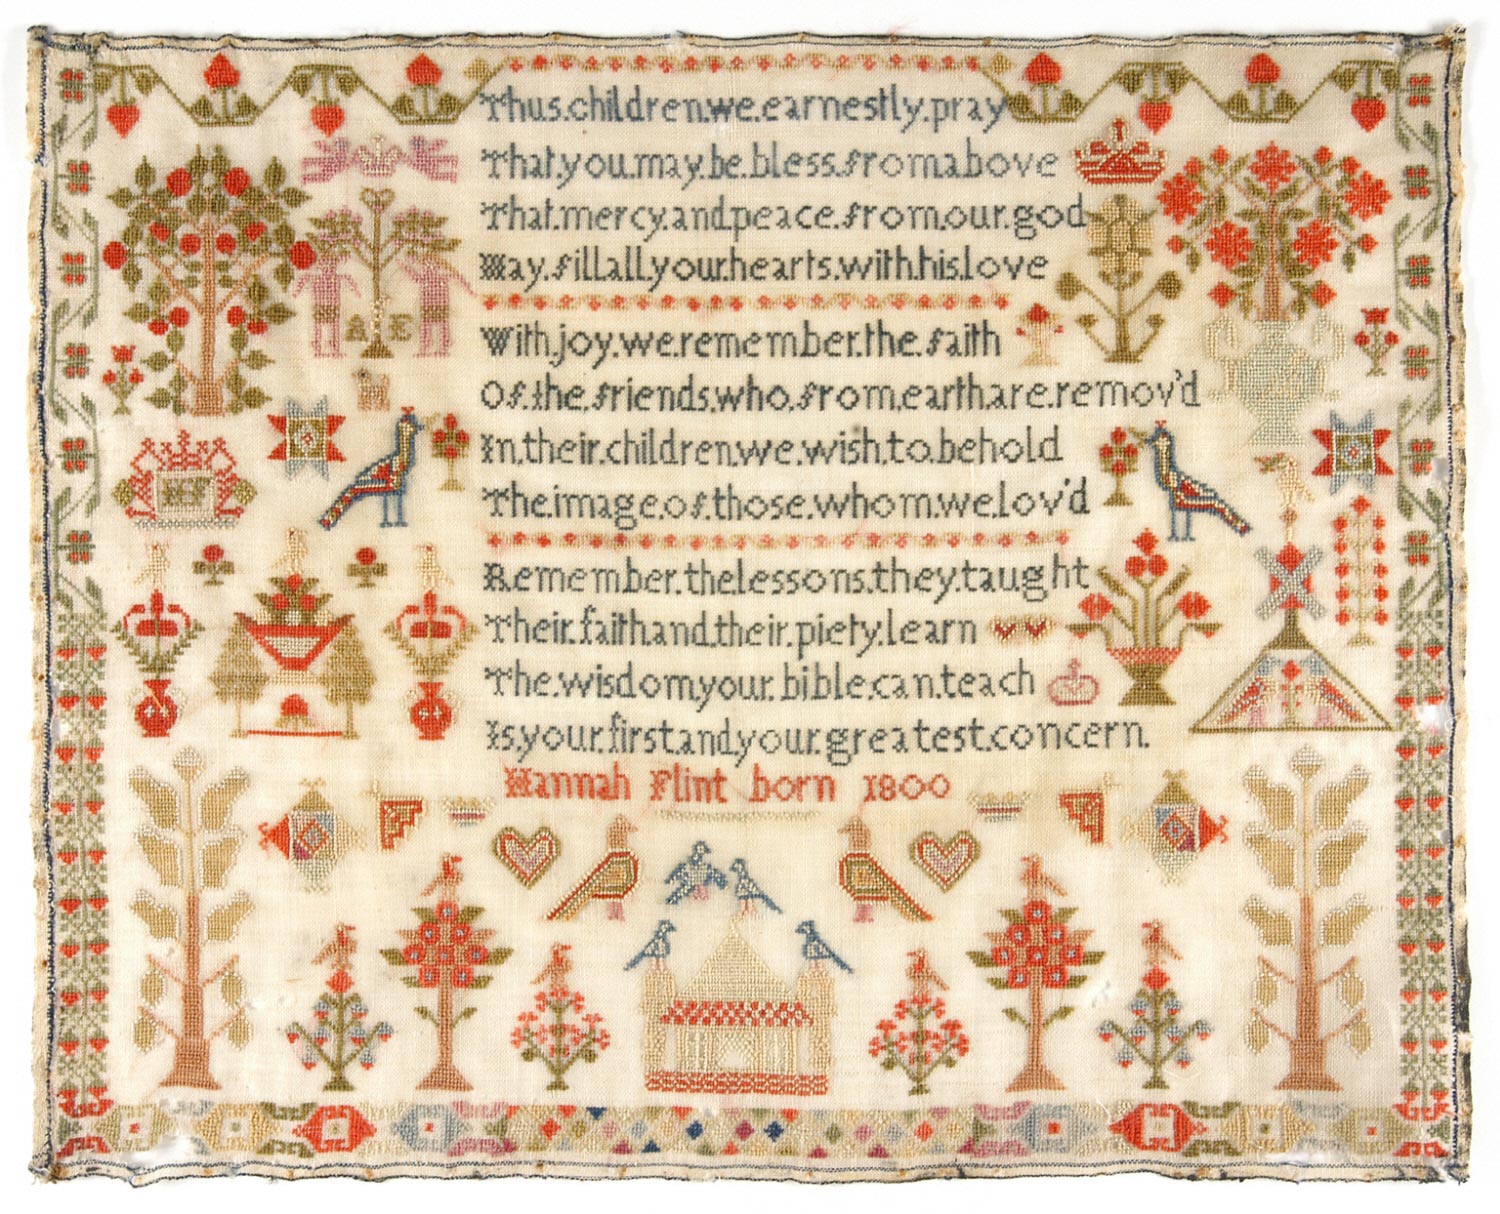 Thus.children.we.earnestly.pray
That.you.may.be.bless.from.above
That.mercy.and.peace.from.our.god
May.fill.all.your.hearts.with.his.love
With.joy.we.remember.the.faith
Of.the.friends.who.from.earth.are.remov'd
In.their.children.we.wish.to.behold
The.image.of.those.whom.we.lov'd
Remember.the.lessons.they.taught
Their.faith.and.their.piety.learn
The.wisdom.your.bible.can.teach
Is.your.first.and.your.greatest.concern.
Hannah Flint born 1800
A E
HF